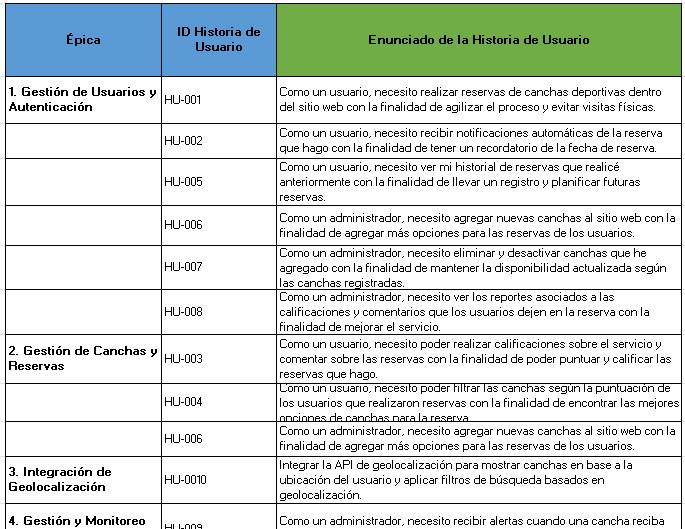 Épica
ID Historia de
Usuario
Enunciado de la Historia de Usuario
1. Gestión de Usuarios y
Autenticación
HU-001
Como un usuario, necesito realizar reservas de canchas deportivas dentro
del sitio web con la finalidad de agilizar el proceso y evitar visitas físicas.
HU-002
Como un usuario, necesito recibir notificaciones automáticas de la reserva
que hago con la finalidad de tener un recordatorio de la fecha de reserva.
HU-005
Como un usuario, necesito ver mi historial de reservas que realicé
anteriormente con la finalidad de llevar un registro y planificar futuras
reservas.
HU-006
Como un administrador, necesito agregar nuevas canchas al sitio web con la
finalidad de agregar más opciones para las reservas de los usuarios.
HU-007
Como un administrador, necesito eliminar y desactivar canchas que he
agregado con la finalidad de mantener la disponibilidad actualizada según
las canchas registradas.
HU-008
Como un administrador, necesito ver los reportes asociados a las
calificaciones y comentarios que los usuarios dejen en la reserva con la
finalidad de mejorar el servicio.
2. Gestión de Canchas y
Reservas
HU-003
Como un usuario, necesito poder realizar calificaciones sobre el servicio y
comentar sobre las reservas con la finalidad de poder puntuar y calificar las
reservas que hago.
HU-004
Como un usuario, necesito poder filtrar las canchas según la puntuación de
los usuarios que realizaron reservas con la finalidad de encontrar las mejores
opciones de canchas para la reserva.
HU-006
Como un administrador, necesito agregar nuevas canchas al sitio web con la
finalidad de agregar más opciones para las reservas de los usuarios.
3. Integración de
Geolocalización
HU-0010
Integrar la API de geolocalización para mostrar canchas en base a la
ubicación del usuario y aplicar filtros de búsqueda basados en
geolocalización.
4. Gestión y Monitoreo
HU-009
Como un administrador, necesito recibir alertas cuando una cancha reciba